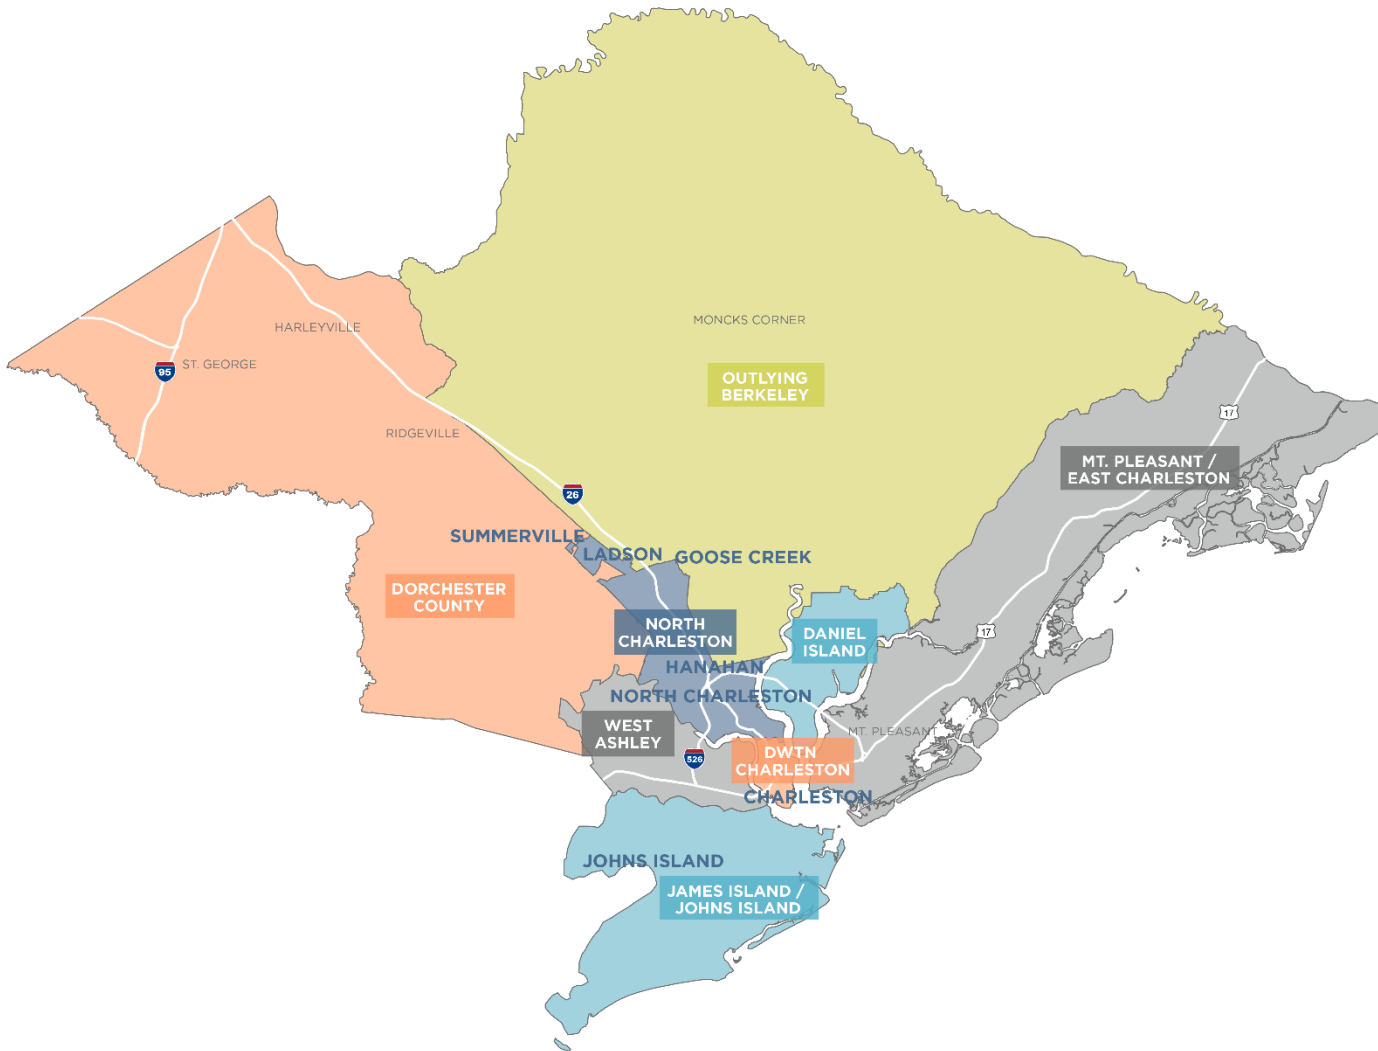 MONCKS CORNER
HARLEYVILLE
ST. GEORGE
95
OUTLYING
BERKELEY
17
RIDGEVILLE
MT. PLEASANT /
EAST CHARLESTON
26
SUMMERVILLE
LADSON
GOOSE CREEK
DORCHESTER
COUNTY
NORTH
CHARLESTON
DANIEL
ISLAND
17
HANAHAN
NORTH CHARLESTON
WEST
ASHLEY
MT. PLEASANT
526
DWTN
CHARLESTON
CHARLESTON
JOHNS ISLAND
JAMES ISLAND /
JOHNS ISLAND